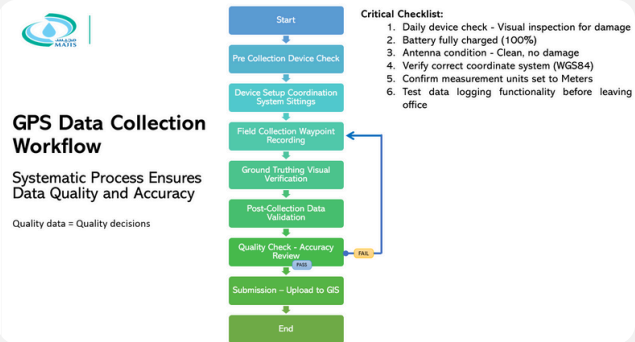 MATIS
GPS Data Collection
Workflow
Systematic Process Ensures
Data Quality and Accuracy
Quality data = Quality decisions
Start
Pre Collection Device Check
Device Setup Coordination
System Sittings
Field Collection Waypoint
Recording
Ground Truthing Visual
Verification
Post-Collection Data
Validation
Quality Check - Accuracy
Review
PASS
FAIL
Submission – Upload to GIS
End
Critical Checklist:
1. Daily device check - Visual inspection for damage
2. Battery fully charged (100%)
3. Antenna condition - Clean, no damage
4. Verify correct coordinate system (WGS84)
5. Confirm measurement units set to Meters
6. Test data logging functionality before leaving
office